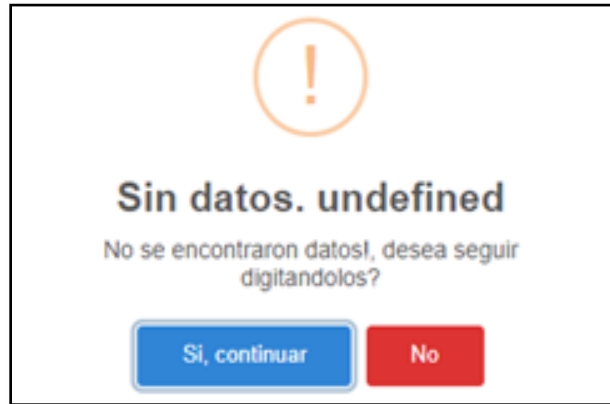 !
Sin datos. undefined
No se encontraron datos!, desea seguir
digitandolos?
Si, continuar
No